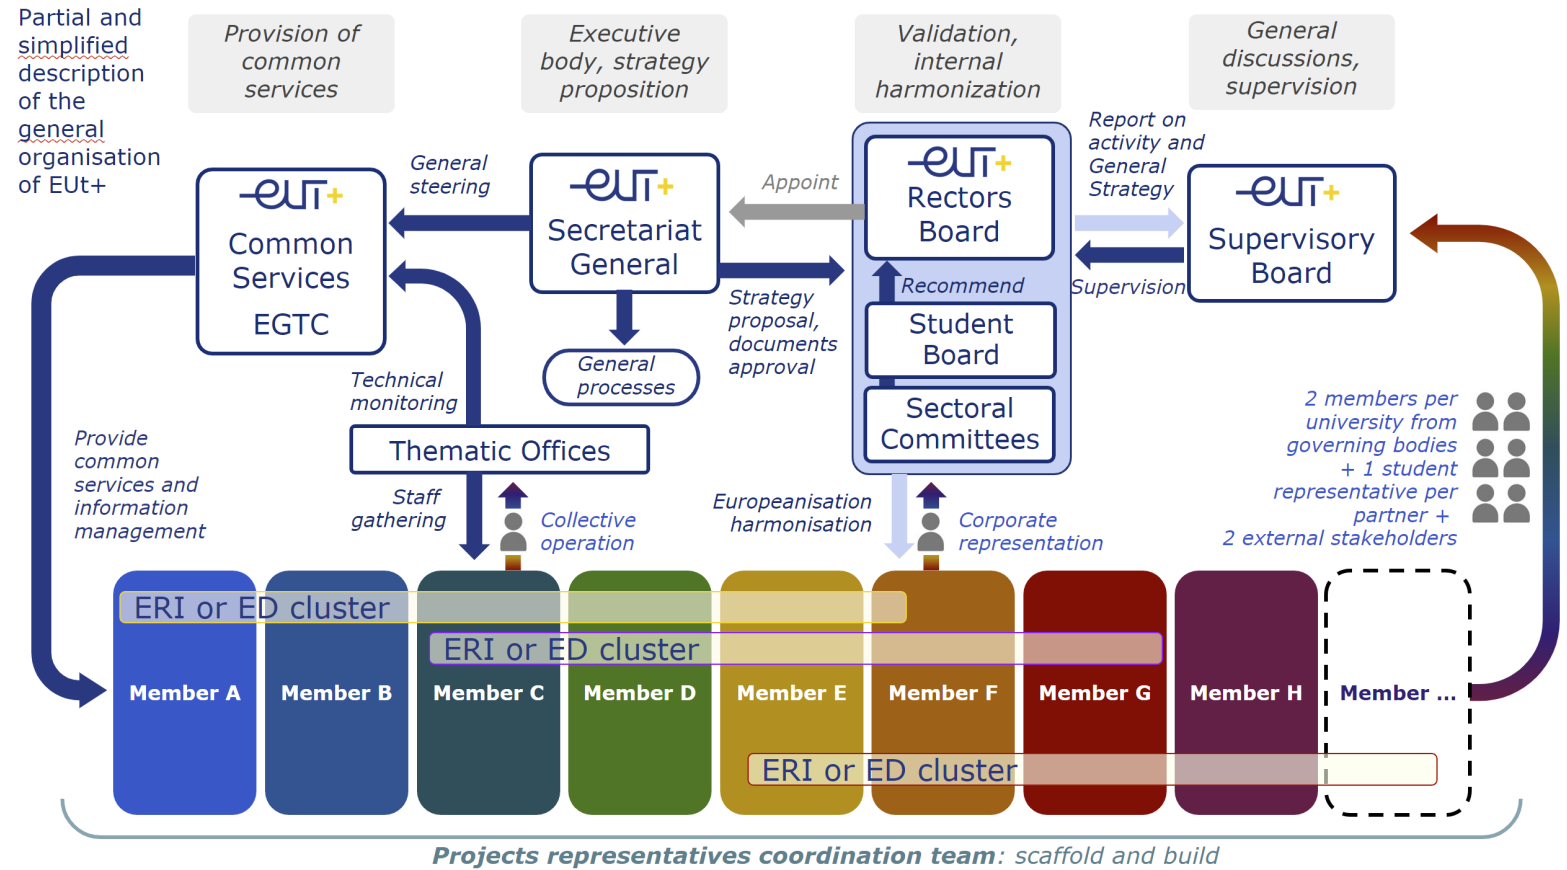 Partial and
simplified
description
of the
general
organisation
of EUt+
Provision of
common
services
Executive
body, strategy
proposition
Validation,
internal
harmonization
General
discussions,
supervision
EUT+
Common
Services
EGTC
General
steering
EUT+
Secretariat
General
Appoint
EUT+
Rectors
Board
Report on
activity and
General
Strategy
EUT+
Supervisory
Board
Supervision
Recommend
Student
Board
Sectoral
Committees
Strategy
proposal,
documents
approval
General
processes
Technical
monitoring
Thematic Offices
Provide
common
services and
information
management
Staff
gathering
Collective
operation
Europeanisation
harmonisation
Corporate
representation
2 members per
university from
governing bodies
+ 1 student
representative per
partner +
2 external stakeholders
ERI or ED cluster
ERI or ED cluster
Member A
Member B
Member C
Member D
Member E
Member F
Member G
Member H
Member ...
ERI or ED cluster
Projects representatives coordination team: scaffold and build